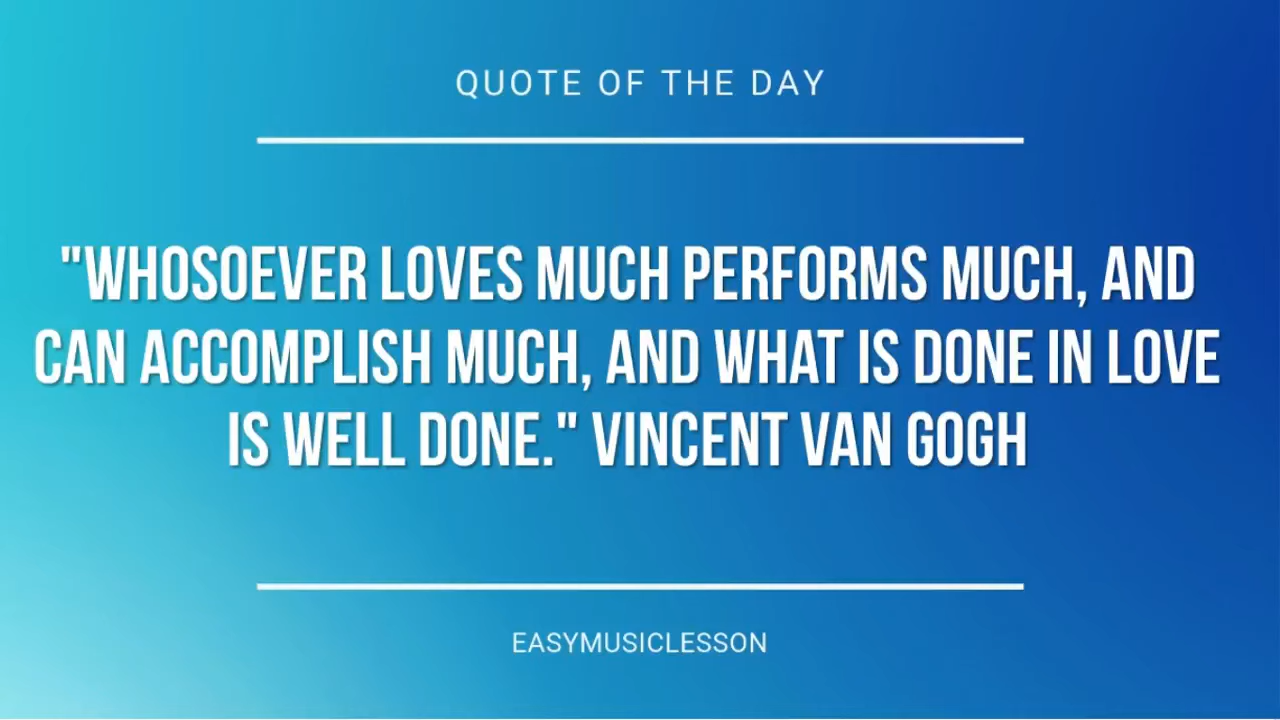 QUOTE OF THE DAY
"WHOSOEVER LOVES MUCH PERFORMS MUCH, AND
CAN ACCOMPLISH MUCH, AND WHAT IS DONE IN LOVE
IS WELL DONE." VINCENT VAN GOGH
EASYMUSICLESSON